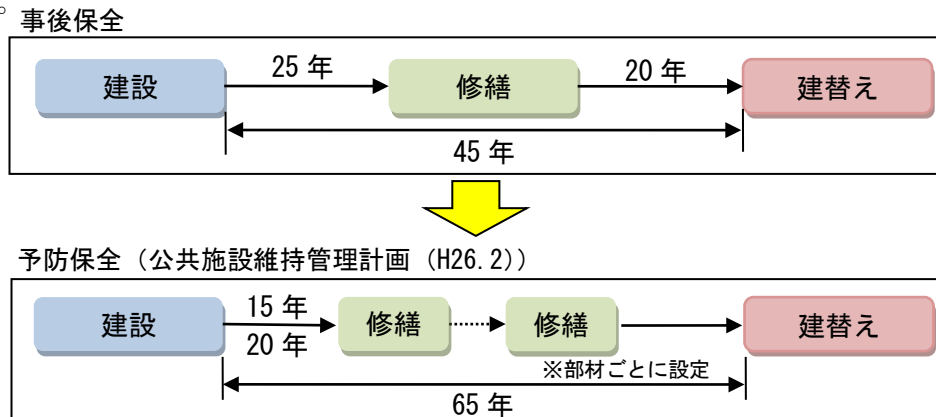 。
事後保全
建設
25 年
修繕
20 年
建替え
45 年
予防保全（公共施設維持管理計画（H26.2））
建設
15 年
20 年
修繕
修繕
建替え
※部材ごとに設定
65 年